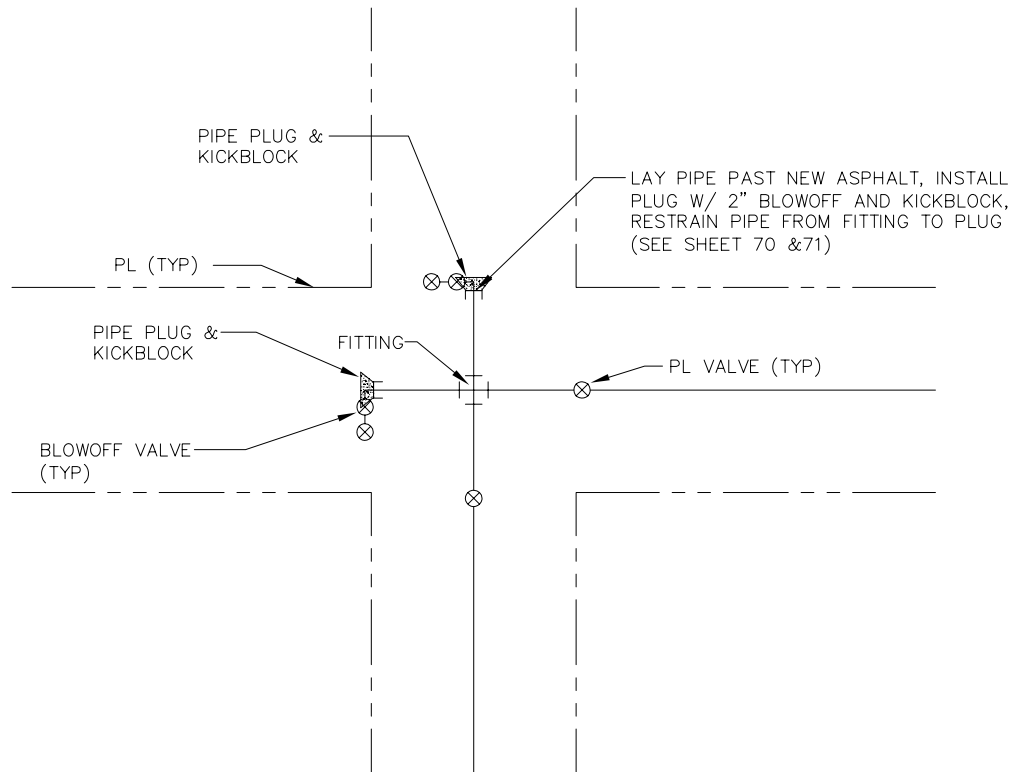 PIPE PLUG &
KICKBLOCK
LAY PIPE PAST NEW ASPHALT, INSTALL
PLUG W/ 2" BLOWOFF AND KICKBLOCK,
RESTRAIN PIPE FROM FITTING TO PLUG
(SEE SHEET 70 &71)
PL (TYP)
PIPE PLUG &
KICKBLOCK
FITTING
PL VALVE (TYP)
BLOWOFF VALVE
(TYP)